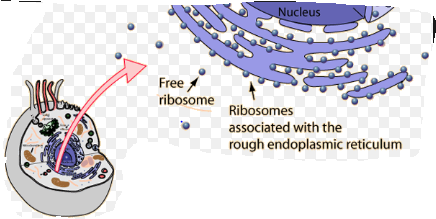 Nucleus
Free
ribosome
Ribosomes
associated with the
rough endoplasmic reticulum